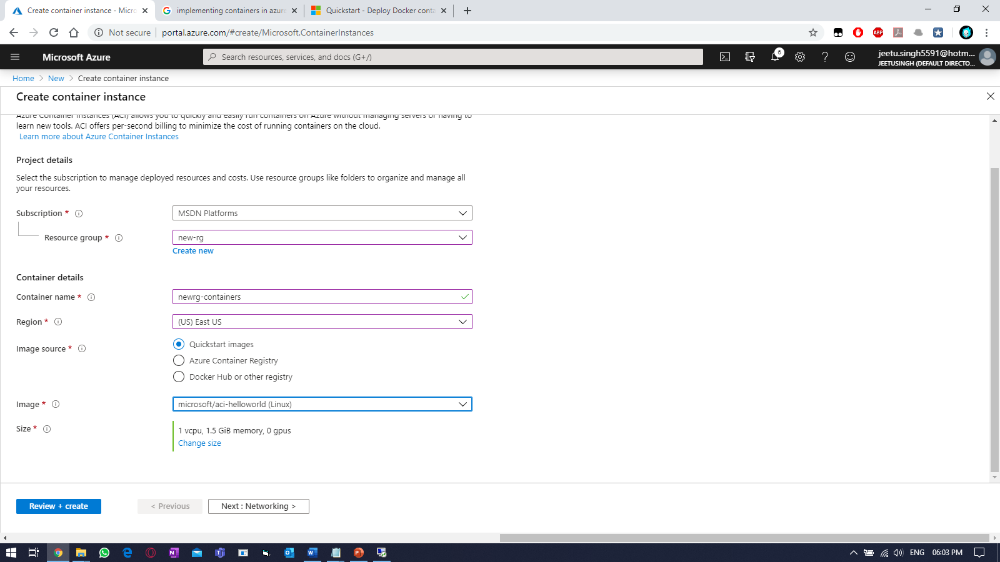 Create container instance - Micro
implementing containers in azure
Quickstart - Deploy Docker conta
Not secure
portal.azure.com/#create/Microsoft.ContainerInstances
ABP
Microsoft Azure
Search resources, services, and docs (G+/)
6
jeetu.singh5591@hotm...
JEETUSINGH (DEFAULT DIRECTO...
Home > New > Create container instance
Create container instance
Azure Container Instances (ACI) allows you to quickly and easily run containers on Azure without managing servers or having to
learn new tools. ACI offers per-second billing to minimize the cost of running containers on the cloud.
Learn more about Azure Container Instances
Project details
Select the subscription to manage deployed resources and costs. Use resource groups like folders to organize and manage all
your resources.
Subscription *
MSDN Platforms
Resource group *
new-rg
Create new
Container details
Container name *
newrg-containers
Region *
(US) East US
Image source *
Quickstart images
Azure Container Registry
Docker Hub or other registry
Image *
microsoft/aci-helloworld (Linux)
Size *
1 vcpu, 1.5 GiB memory, 0 gpus
Change size
Review + create
< Previous
Next : Networking >
ENG
06:03 PM